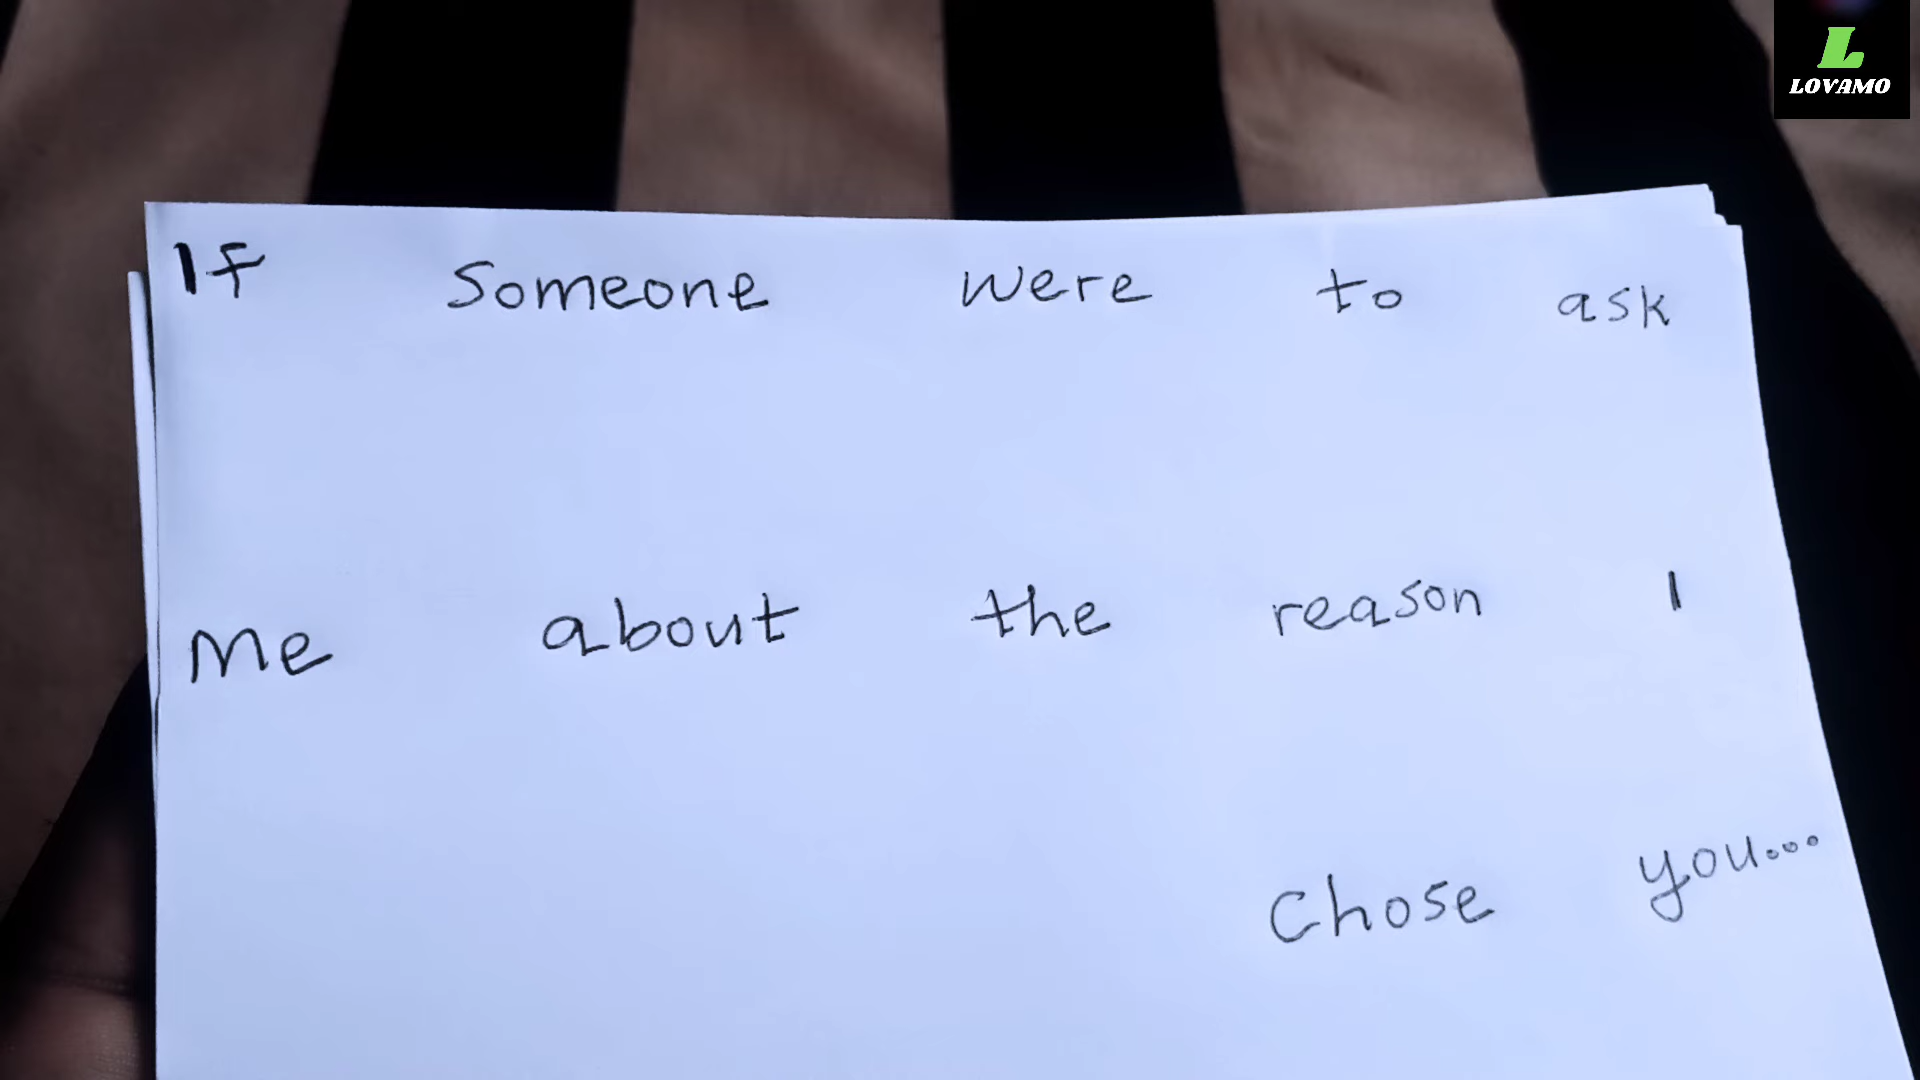 L
LOVAMO
If Someone were to ask
Me about the reason I
Chose you...